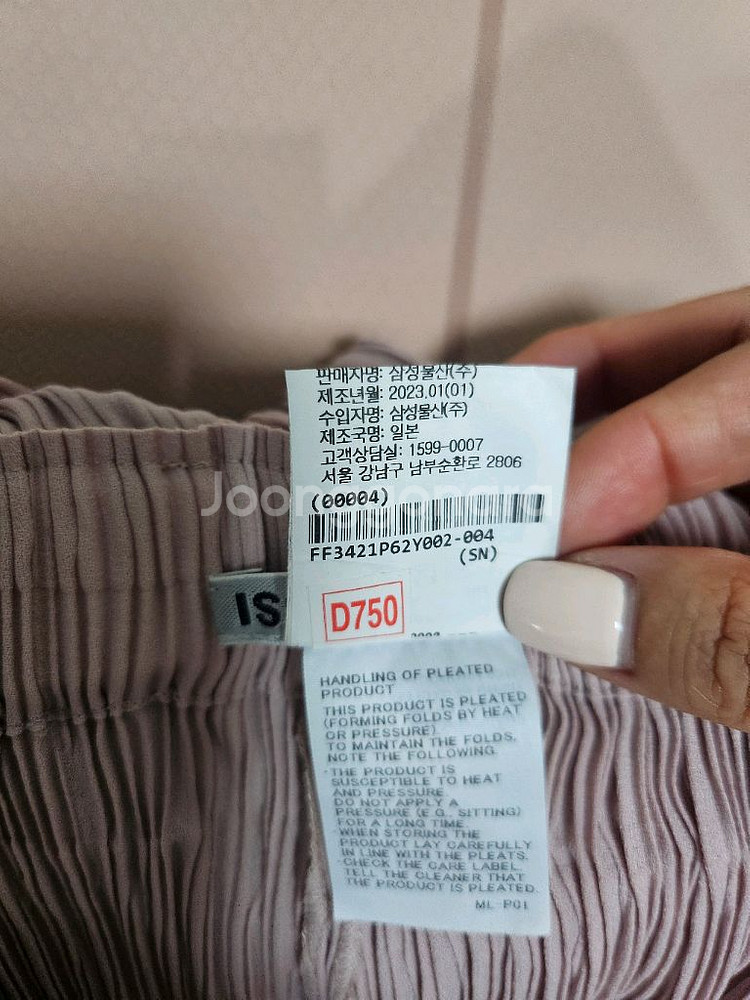 판매자명: 삼성물산(주)
제조년월: 2023.01(01)
수입자명: 삼성물산(주)
제조국명: 일본
고객상담실: 1599-0007
서울 강남구 남부순환로 2806
(00004)
Joonggonara
FF3421P62Y002-004
(SN)
IS
D750
HANDLING OF PLEATED
PRODUCT
THIS PRODUCT IS PLEATED
(FORMING FOLDS BY HEAT
OR PRESSURE).
TO MAINTAIN THE FOLDS,
NOTE THE FOLLOWING.
·THE PRODUCT IS
SUSCEPTIBLE TO HEAT
AND PRESSURE.
DO NOT APPLY A
PRESSURE (E.G., SITTING)
FOR A LONG TIME.
·WHEN STORING THE
PRODUCT LAY CAREFULLY
IN LINE WITH THE PLEATS.
·CHECK THE CARE LABEL.
TELL THE CLEANER THAT
THE PRODUCT IS PLEATED.
ML-P01